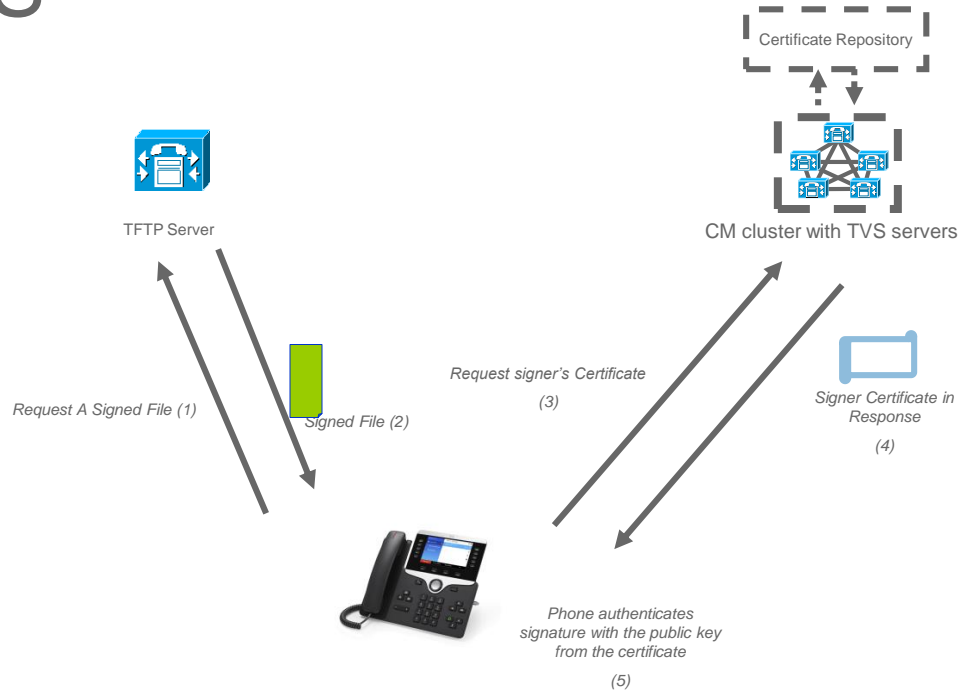 Certificate Repository
TFTP Server
CM cluster with TVS servers
Request A Signed File (1)
Signed File (2)
Request signer's Certificate
(3)
Signer Certificate in
Response
(4)
Phone authenticates
signature with the public key
from the certificate
(5)